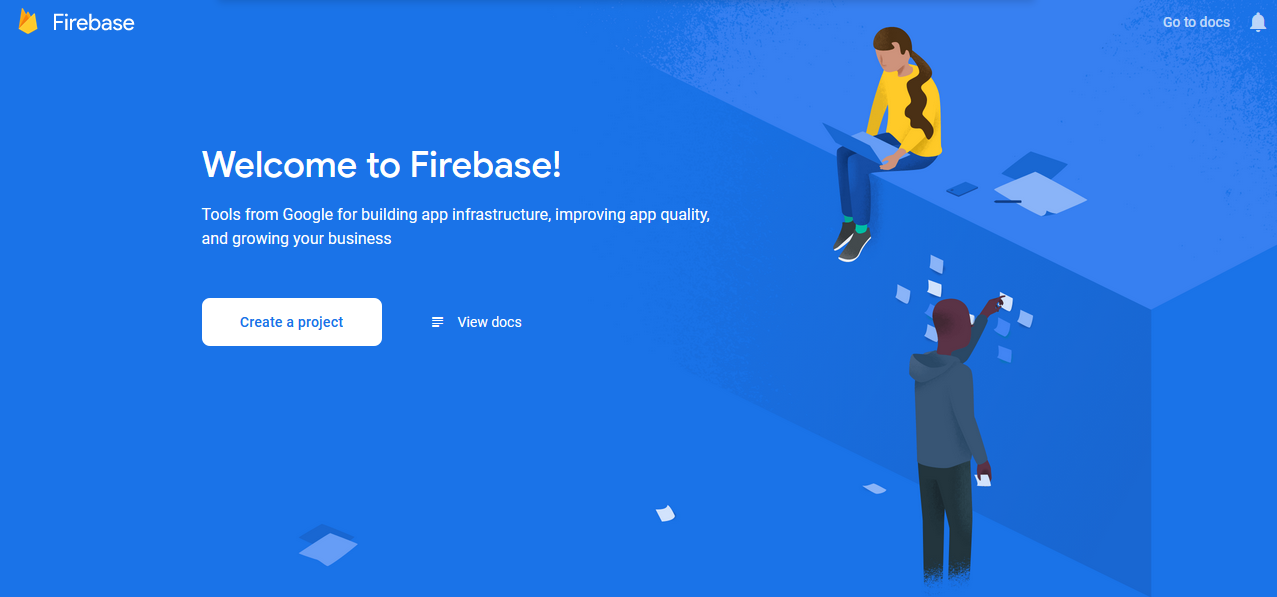 Firebase
Go to docs
Welcome to Firebase!
Tools from Google for building app infrastructure, improving app quality,
and growing your business
Create a project
View docs